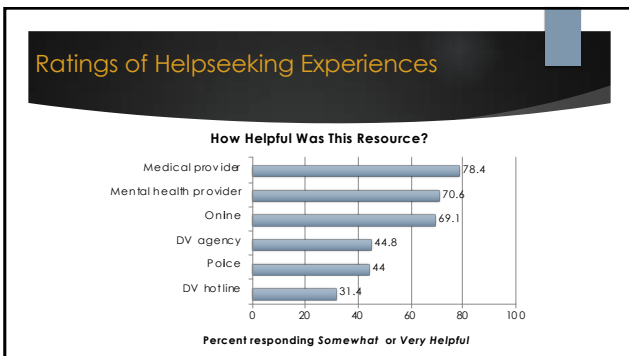 Ratings of Helpseeking Experiences
How Helpful Was This Resource?
Medical provider 78.4
Mental health provider 70.6
Online 69.1
DV agency 44.8
Police 44
DV hotline 31.4
0 20 40 60 80 100
Percent responding Somewhat or Very Helpful